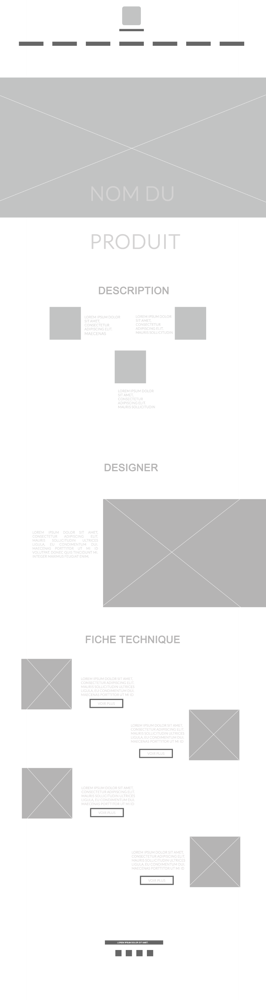 NOM DU
PRODUIT
DESCRIPTION
LOREM IPSUM DOLOR
SIT AMET,
CONSECTETUR
ADIPISCING ELIT.
MAECENAS
LOREM IPSUM DOLOR
SIT AMET,
CONSECTETUR
ADIPISCING ELIT.
MAURIS SOLLICITUDIN
LOREM IPSUM DOLOR
SIT AMET,
CONSECTETUR
ADIPISCING ELIT.
MAURIS SOLLICITUDIN
DESIGNER
LOREM IPSUM DOLOR SIT AMET,
CONSECTETUR ADIPISCING ELIT.
MAURIS SOLLICITUDIN ULTRICES
LIGULA, EU CONDIMENTUM DUI.
MAECENAS PORTTITOR UT MI ID
VOLUTPAT. DONEC QUIS TINCIDUNT MI.
INTEGER MAXIMUS FEUGIAT ENIM,
FICHE TECHNIQUE
LOREM IPSUM DOLOR SIT AMET,
CONSECTETUR ADIPISCING ELIT.
MAURIS SOLLICITUDIN ULTRICES
LIGULA, EU CONDIMENTUM DUI.
MAECENAS PORTTITOR UT MI ID
VOIR PLUS
LOREM IPSUM DOLOR SIT AMET,
CONSECTETUR ADIPISCING ELIT.
MAURIS SOLLICITUDIN ULTRICES
LIGULA, EU CONDIMENTUM DUI.
MAECENAS PORTTITOR UT MI ID
VOIR PLUS
LOREM IPSUM DOLOR SIT AMET,
CONSECTETUR ADIPISCING ELIT.
MAURIS SOLLICITUDIN ULTRICES
LIGULA, EU CONDIMENTUM DUI.
MAECENAS PORTTITOR UT MI ID
VOIR PLUS
LOREM IPSUM DOLOR SIT AMET,
CONSECTETUR ADIPISCING ELIT.
MAURIS SOLLICITUDIN ULTRICES
LIGULA, EU CONDIMENTUM DUI.
MAECENAS PORTTITOR UT MI ID
VOIR PLUS
LOREM IPSUM DOLOR SIT AMET,